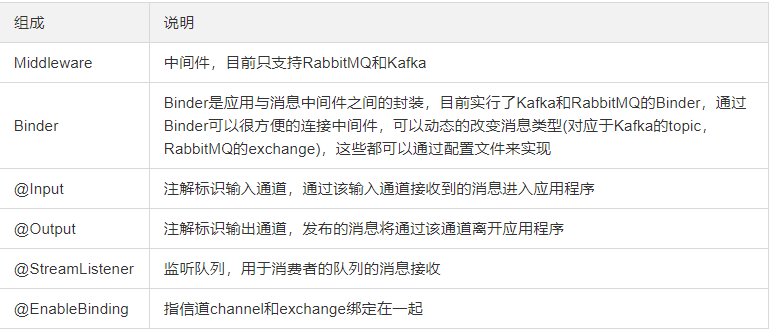 组成 说明
Middleware 中间件，目前只支持RabbitMQ和Kafka
Binder Binder是应用与消息中间件之间的封装，目前实行了Kafka和RabbitMQ的Binder，通过
Binder可以很方便的连接中间件，可以动态的改变消息类型(对应于Kafka的topic，
RabbitMQ的exchange)，这些都可以通过配置文件来实现
@Input 注解标识输入通道，通过该输入通道接收到的消息进入应用程序
@Output 注解标识输出通道，发布的消息将通过该通道离开应用程序
@StreamListener 监听队列，用于消费者的队列的消息接收
@EnableBinding 指信道channel和exchange绑定在一起